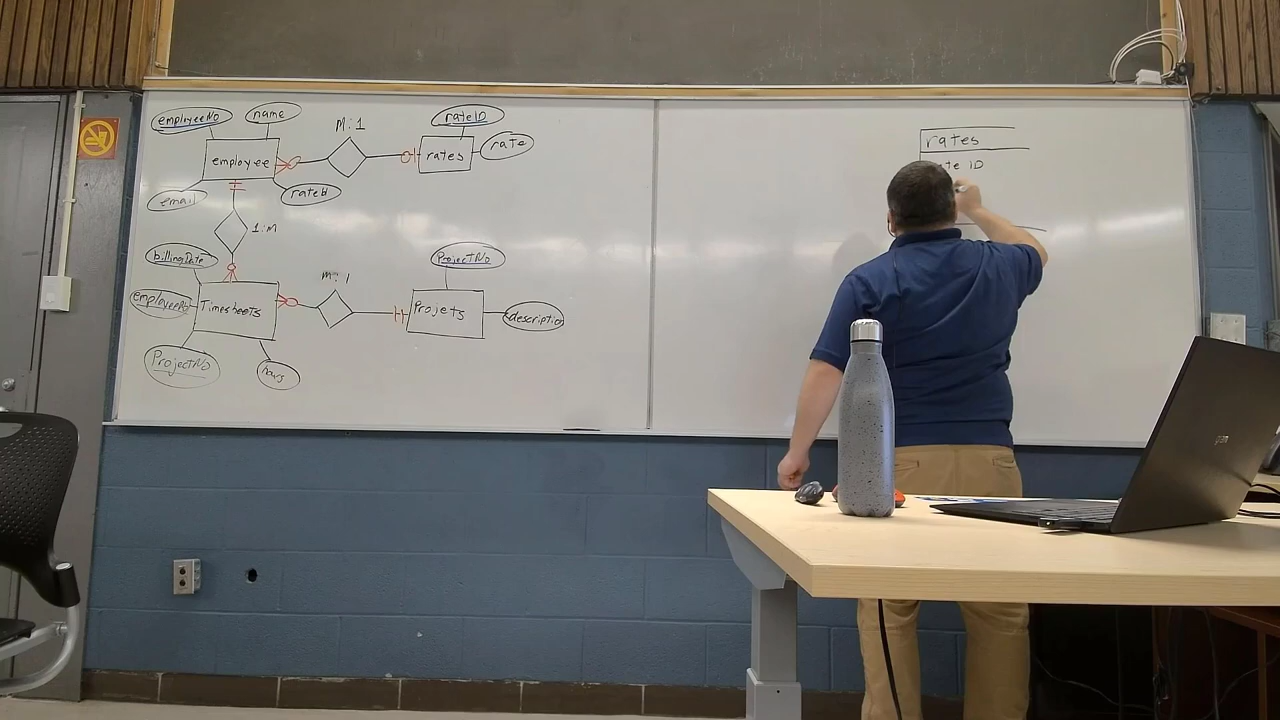 employeeNo
name
M:1
rateID
employee
rates
rate
email
rateId
1:M
billingDate
M:1
ProjectNo
employeeNo
Timesheets
Projets
description
ProjectNo
hours
rates
ate ID